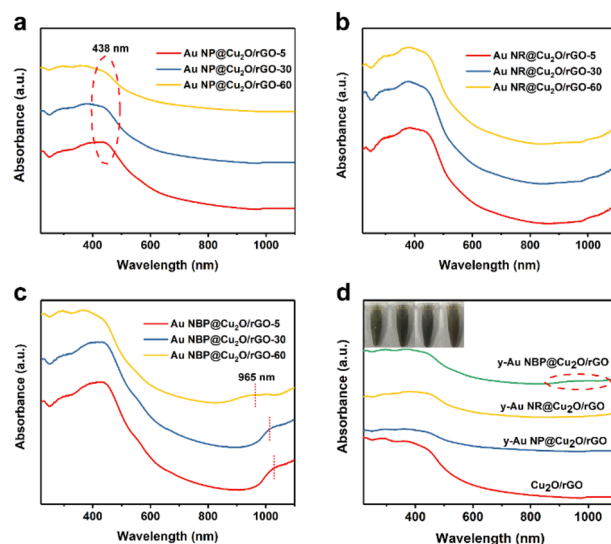 a
438 nm
Au NP@Cu₂O/rGO-5
Au NP@Cu₂O/rGO-30
Au NP@Cu₂O/rGO-60
Absorbance (a.u.)
400 600 800 1000
Wavelength (nm)
b
Au NR@Cu₂O/rGO-5
Au NR@Cu₂O/rGO-30
Au NR@Cu₂O/rGO-60
Absorbance (a.u.)
400 600 800 1000
Wavelength (nm)
c
Au NBP@Cu₂O/rGO-5
Au NBP@Cu₂O/rGO-30
Au NBP@Cu₂O/rGO-60
965 nm
Absorbance (a.u.)
400 600 800 1000
Wavelength (nm)
d
y-Au NBP@Cu₂O/rGO
y-Au NR@Cu₂O/rGO
y-Au NP@Cu₂O/rGO
Cu₂O/rGO
Absorbance (a.u.)
400 600 800 1000
Wavelength (nm)